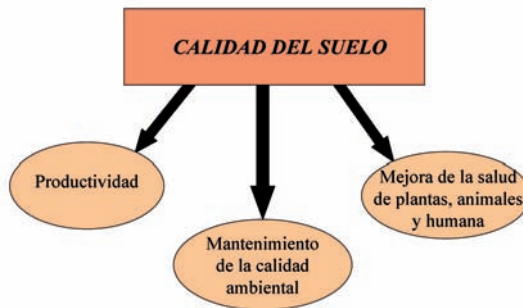 CALIDAD DEL SUELO
Productividad
Mantenimiento
de la calidad
ambiental
Mejora de la salud
de plantas, animales
y humana